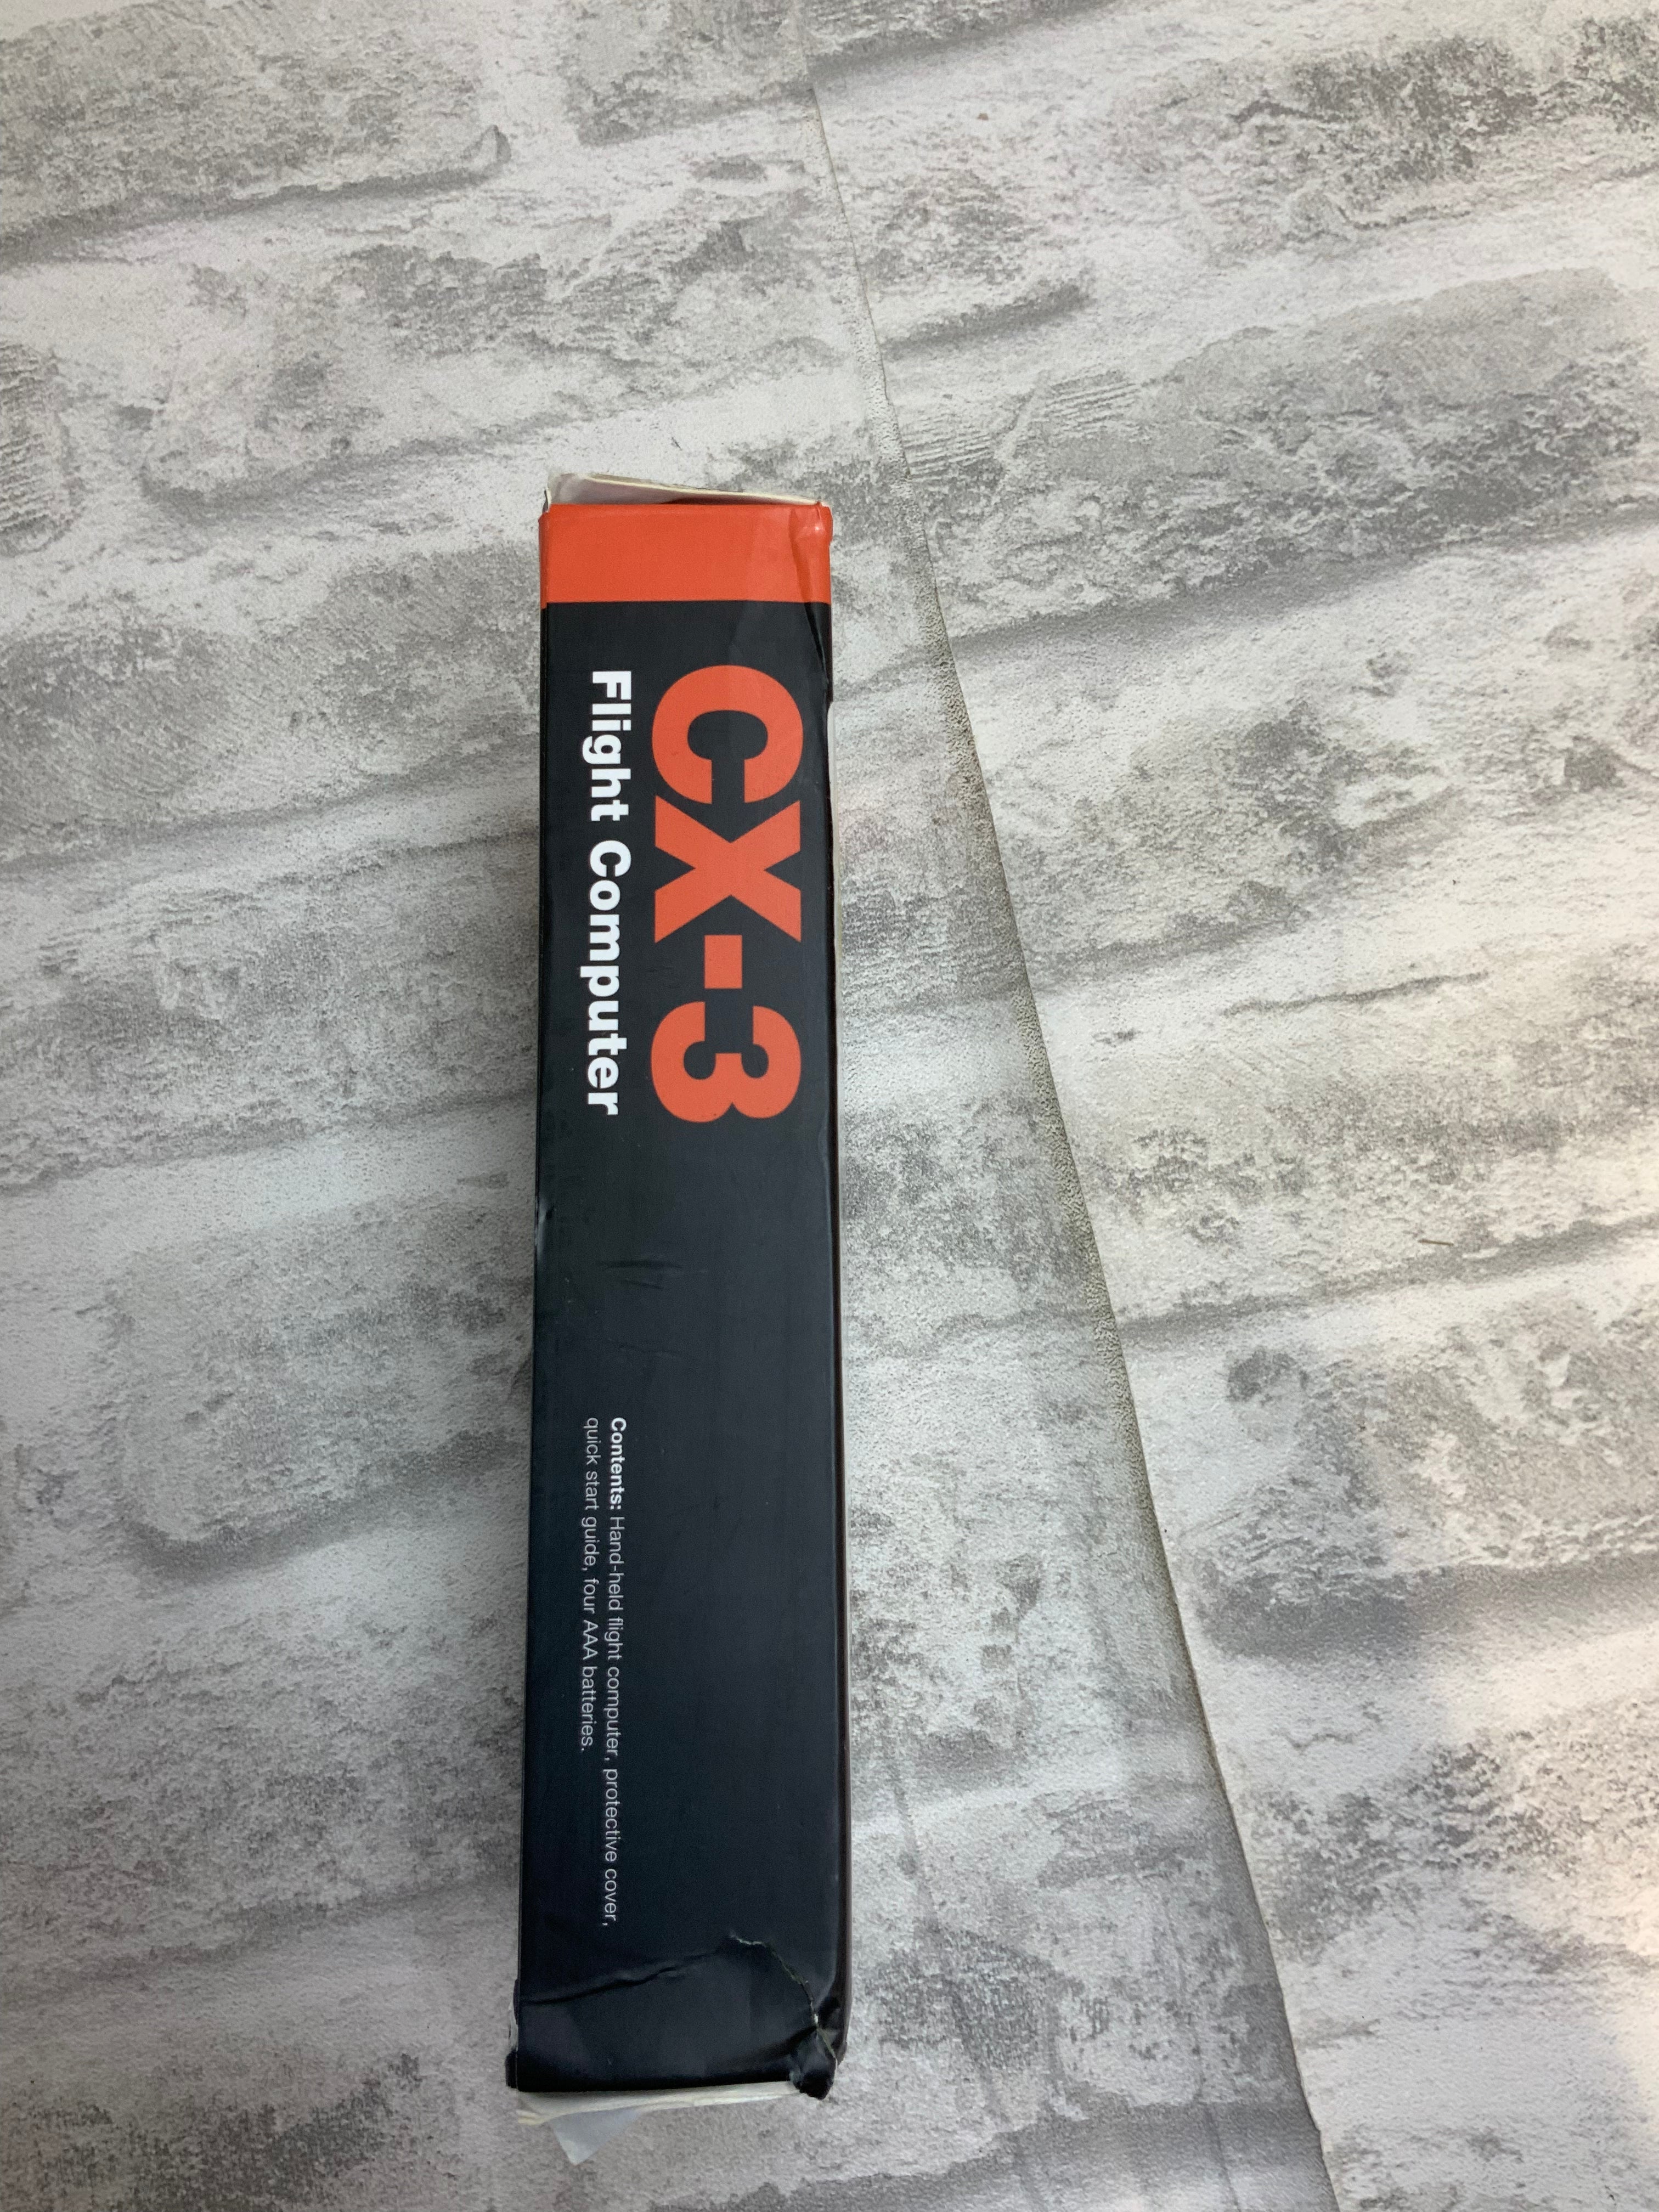 CX-3
Flight Computer
Contents: Hand-held flight computer, protective cover,
quick start guide, four AAA batteries.